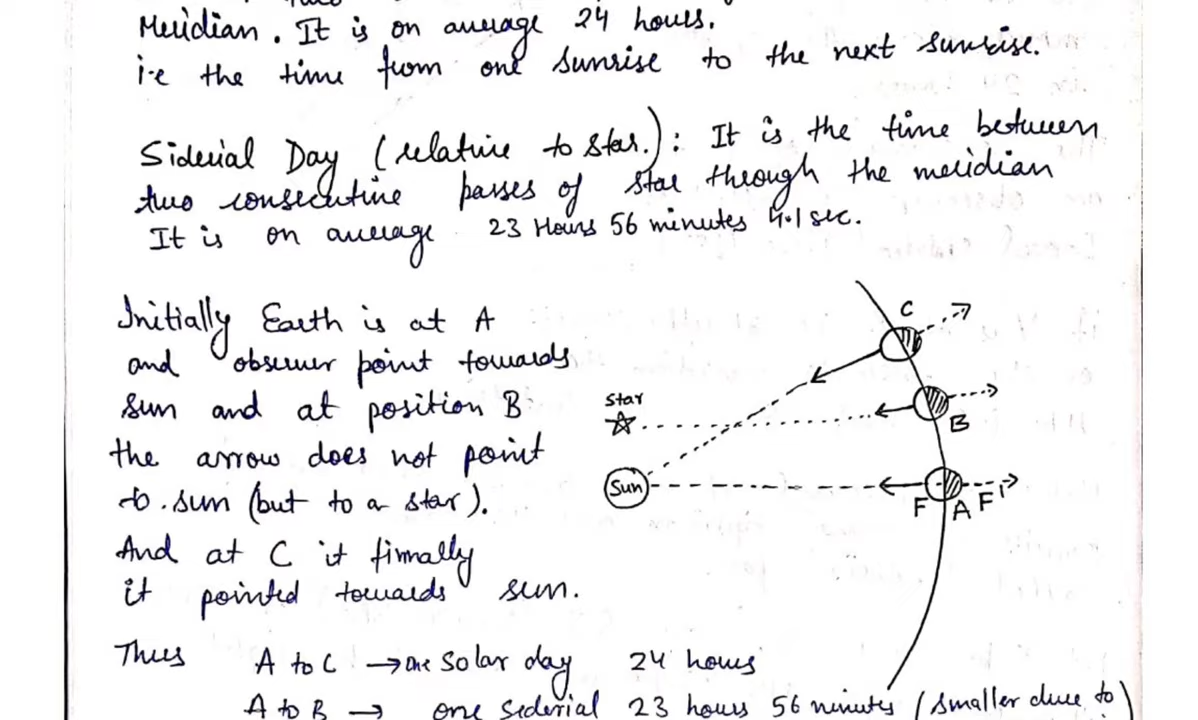 Meridian. It is on average 24 hours.
i.e the time from one sunrise to the next sunrise.
Siderial Day (relative to star.): It is the time between
two consecutive passes of star through the meridian
It is on average 23 Hours 56 minutes 4.1 sec.
Initially Earth is at A
and observer point towards
sun and at position B
the arrow does not point
to sun (but to a star).
And at C it finnally
it pointed towards sun.
C
star
B
Sun
F A F'
Thus A to C → one solar day 24 hours
A to B → one sederial 23 hours 56 minutes (smaller due to)